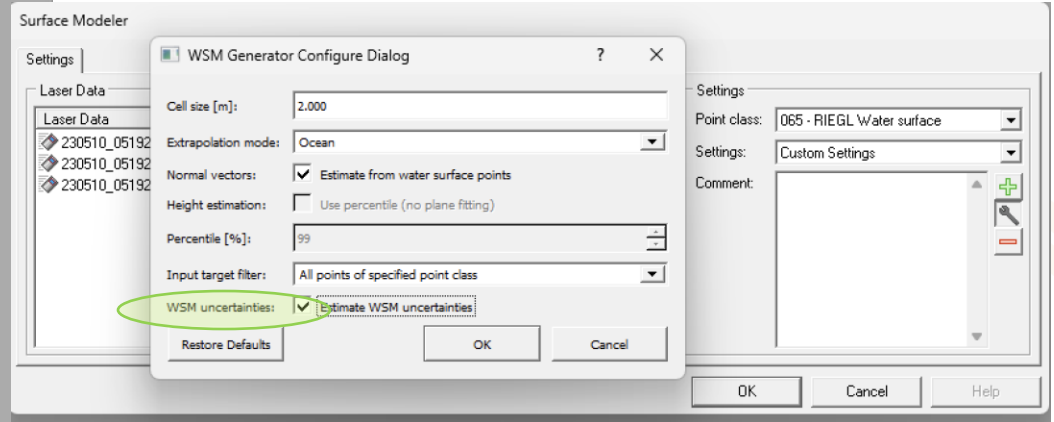 Surface Modeler
Settings
Laser Data
Laser Data
230510_05192
230510_05192
230510_05192
WSM Generator Configure Dialog
?
Cell size [m]: 2.000
Extrapolation mode: Ocean
Normal vectors: Estimate from water surface points
Height estimation: Use percentile (no plane fitting)
Percentile [%]: 99
Input target filter: All points of specified point class
WSM uncertainties: Estimate WSM uncertainties
Restore Defaults OK Cancel
Settings
Point class: 065 - RIEGL Water surface
Settings: Custom Settings
Comment:
OK Cancel Help